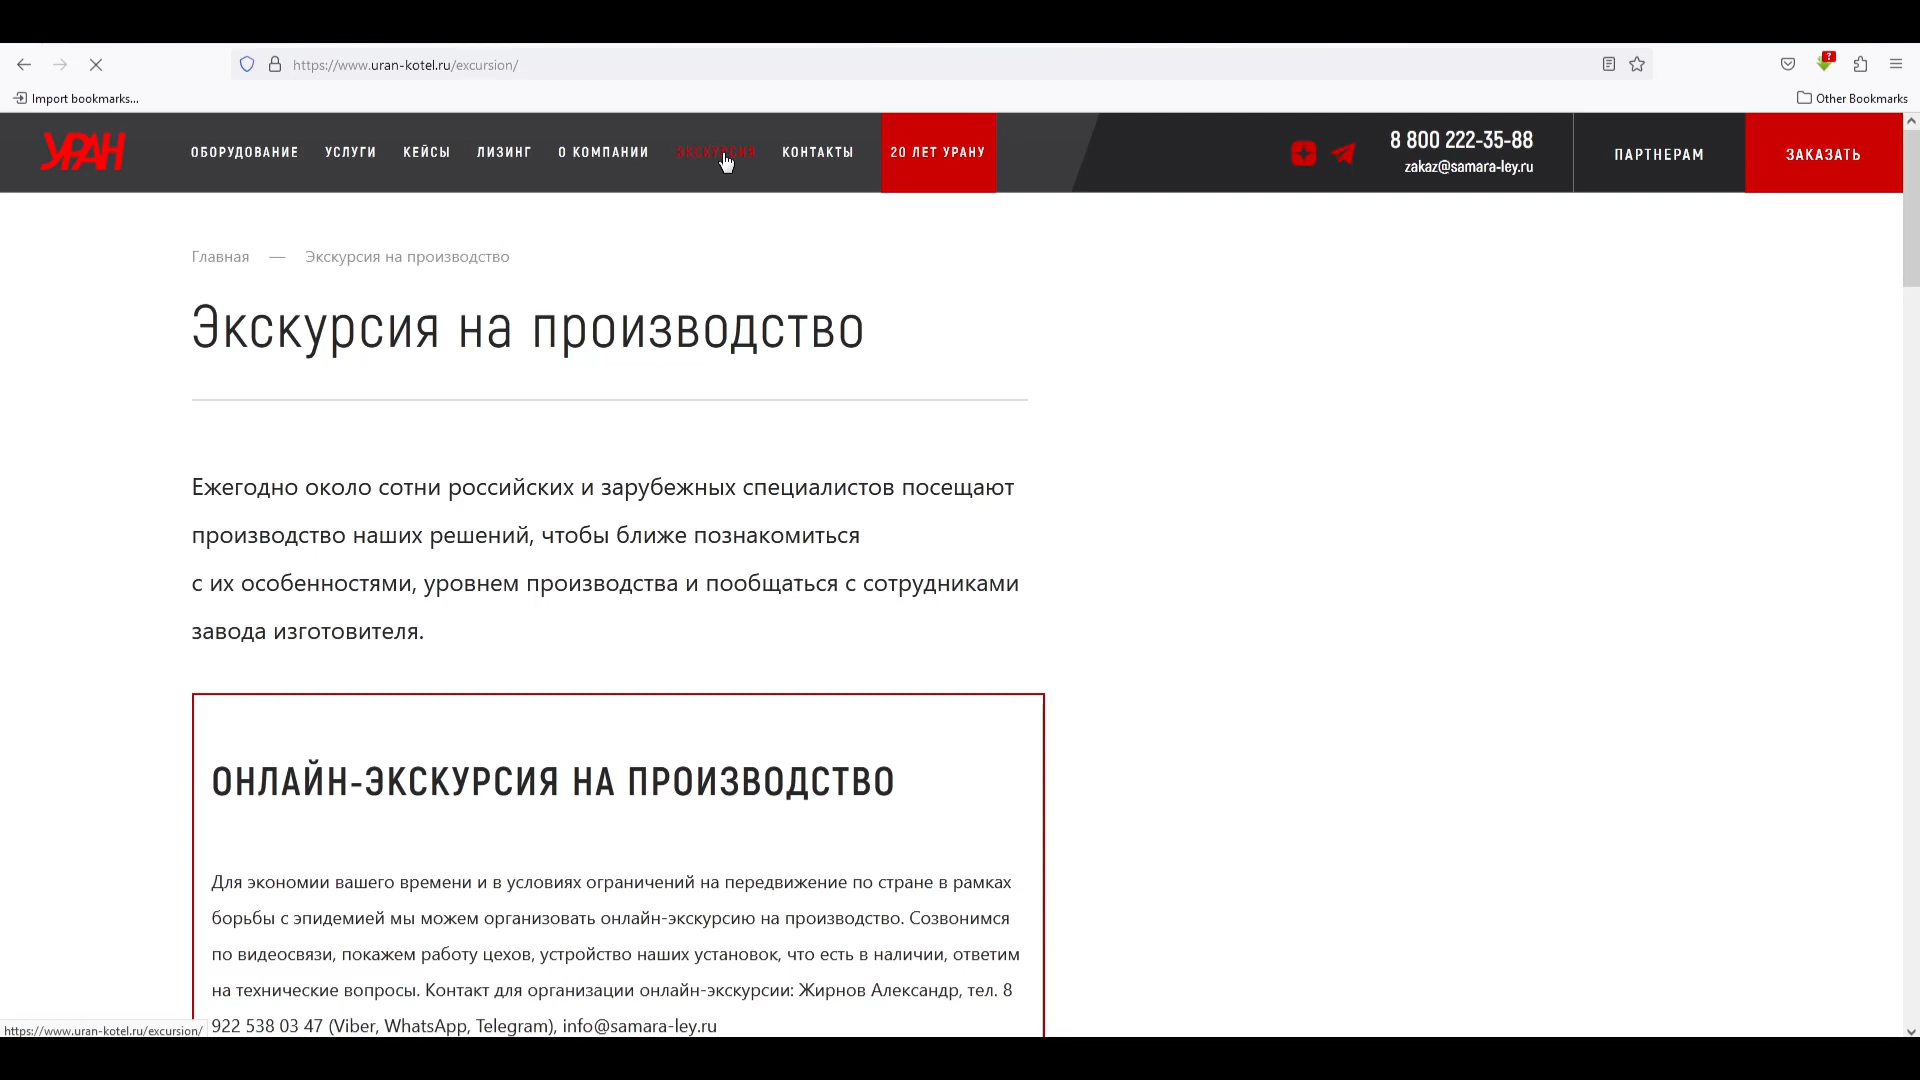 https://www.uran-kotel.ru/excursion/
Import bookmarks...
Other Bookmarks
УРАН
ОБОРУДОВАНИЕ
УСЛУГИ
КЕЙСЫ
ЛИЗИНГ
О КОМПАНИИ
ЭКСКУРСИЯ
КОНТАКТЫ
20 ЛЕТ УРАНУ
8 800 222-35-88
zakaz@samara-ley.ru
ПАРТНЕРАМ
ЗАКАЗАТЬ
Главная — Экскурсия на производство
Экскурсия на производство
Ежегодно около сотни российских и зарубежных специалистов посещают
производство наших решений, чтобы ближе познакомиться
с их особенностями, уровнем производства и пообщаться с сотрудниками
завода изготовителя.
ОНЛАЙН-ЭКСКУРСИЯ НА ПРОИЗВОДСТВО
Для экономии вашего времени и в условиях ограничений на передвижение по стране в рамках
борьбы с эпидемией мы можем организовать онлайн-экскурсию на производство. Созвонимся
по видеосвязи, покажем работу цехов, устройство наших установок, что есть в наличии, ответим
на технические вопросы. Контакт для организации онлайн-экскурсии: Жирнов Александр, тел. 8
922 538 03 47 (Viber, WhatsApp, Telegram), info@samara-ley.ru
https://www.uran-kotel.ru/excursion/